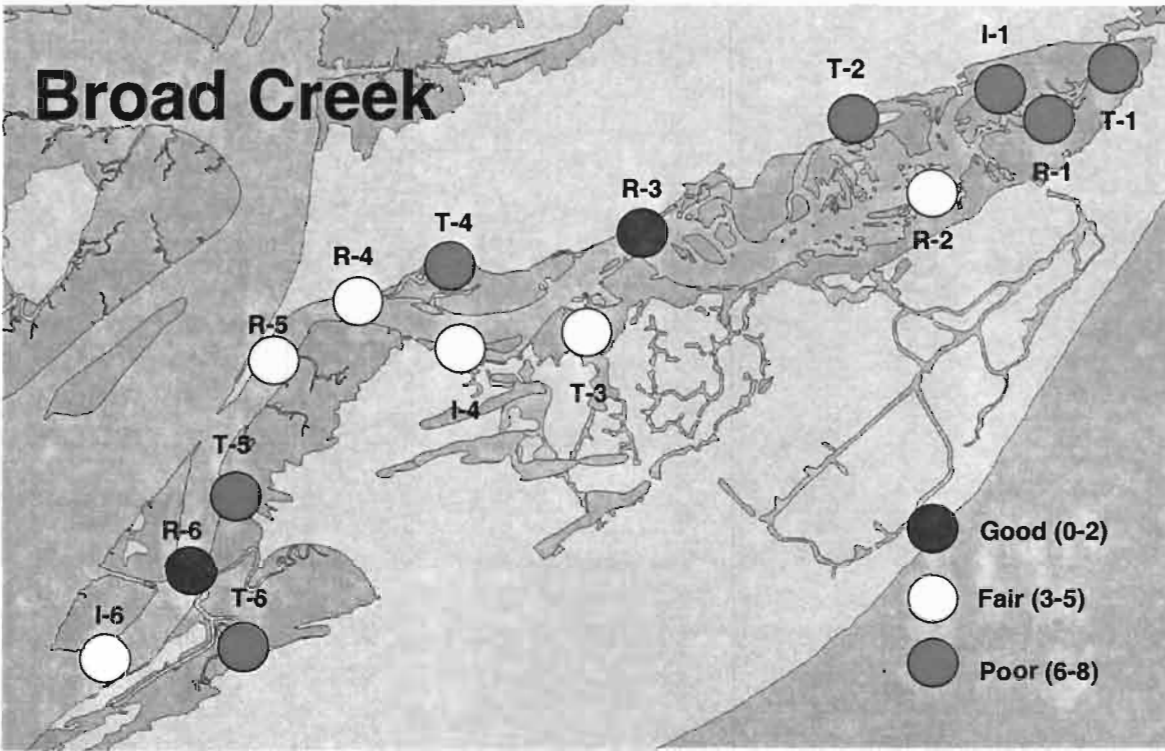 Broad Creek
I-1
T-2
T-1
R-1
R-3
R-2
T-4
R-4
R-5
I-4
T-3
T-5
R-6
I-6
T-6
Good (0-2)
Fair (3-5)
Poor (6-8)